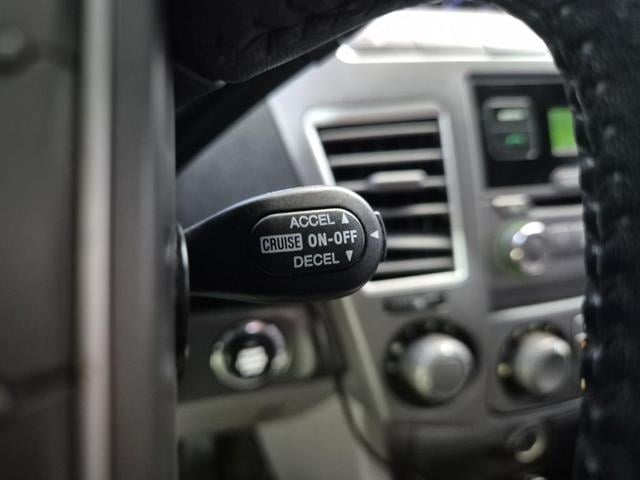 ACCEL ▲
CRUISE ON-OFF ◄
DECEL ▼